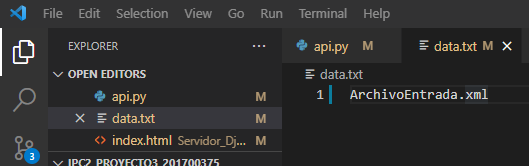 File Edit Selection View Go Run Terminal Help
EXPLORER ...
OPEN EDITORS
api.py M
data.txt M
index.html Servidor_Dj... M
IPC2_PROYECTO3_201700375
3
api.py M
data.txt M
data.txt
1 ArchivoEntrada.xml